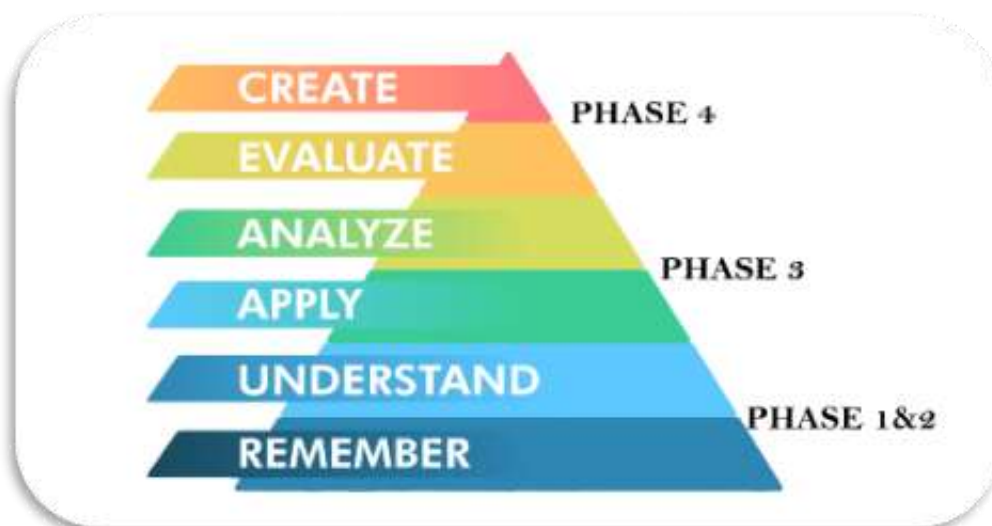 CREATE
PHASE 4
EVALUATE
ANALYZE
PHASE 3
APPLY
UNDERSTAND
PHASE 1&2
REMEMBER